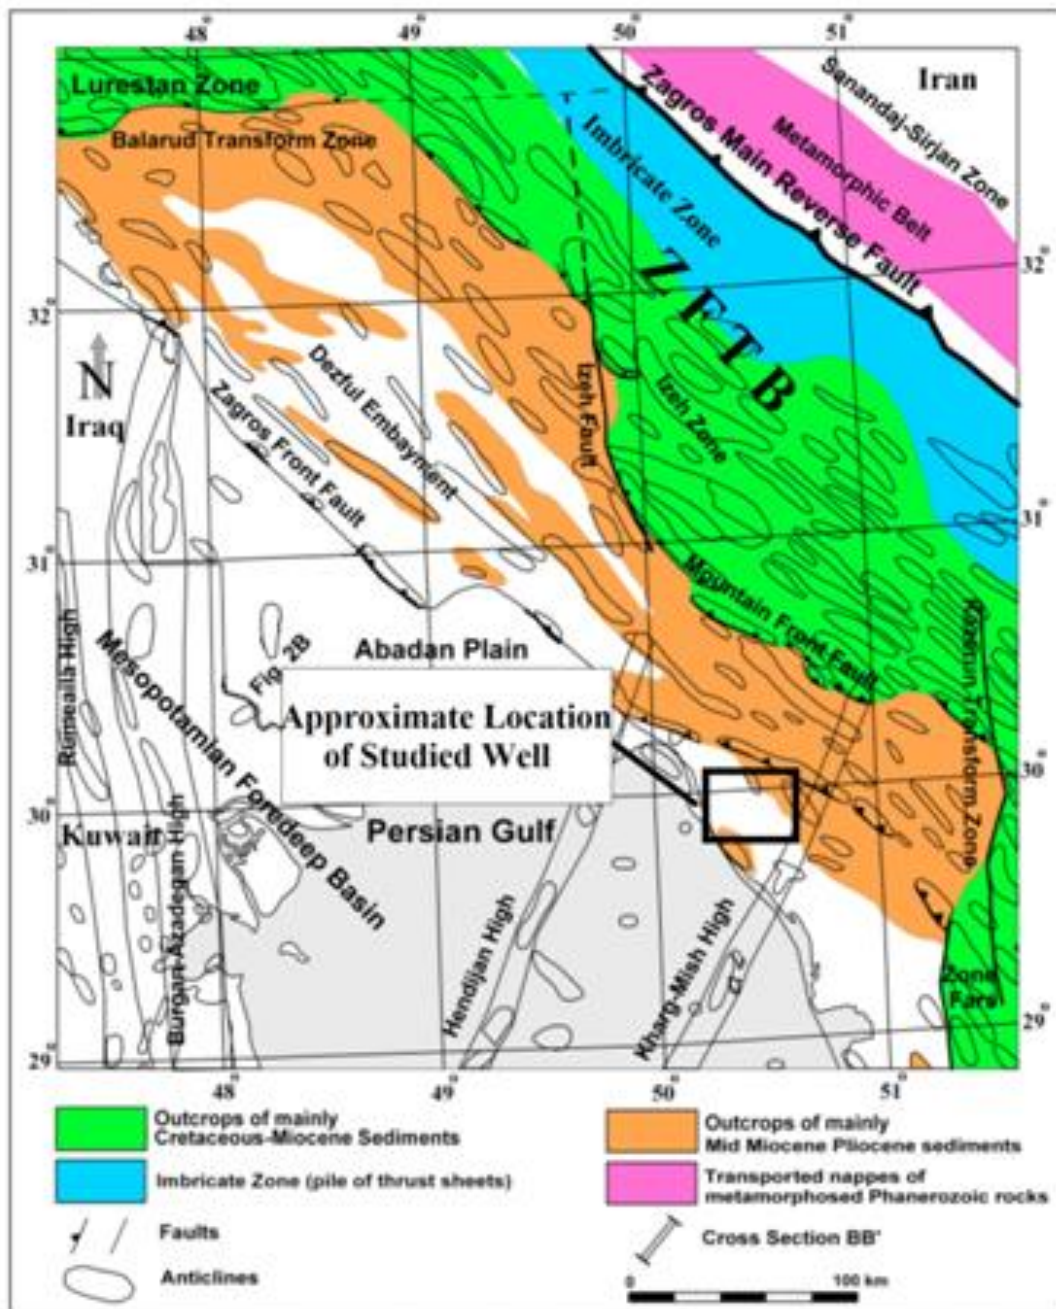 48° 49° 50° 51°
Lurestan Zone
Balarud Transform Zone
Iran
Sanandaj-Sirjan Zone
Metamorphic Belt
Zagros Main Reverse Fault
Imbricate Zone
Z F T B
32°
32°
N
Iraq
Dezful Embayment
Zagros Front Fault
Izeh Fault
Izeh Zone
31°
31°
Mountain Front Fault
Kazerun Transform Zone
Rumeaila High
Mesopotamian Foredeep Basin
Fig. 2B
Abadan Plain
Approximate Location
of Studied Well
30°
30°
Kuwait
Burgan Azadegan High
Persian Gulf
Hendijan High
Kharg-Mish High
Zone
Fars
29°
29°
48° 49° 50° 51°
Outcrops of mainly
Cretaceous-Miocene Sediments
Imbricate Zone (pile of thrust sheets)
Faults
Anticlines
Outcrops of mainly
Mid Miocene Pliocene sediments
Transported nappes of
metamorphosed Phanerozoic rocks
Cross Section BB'
0 100 km